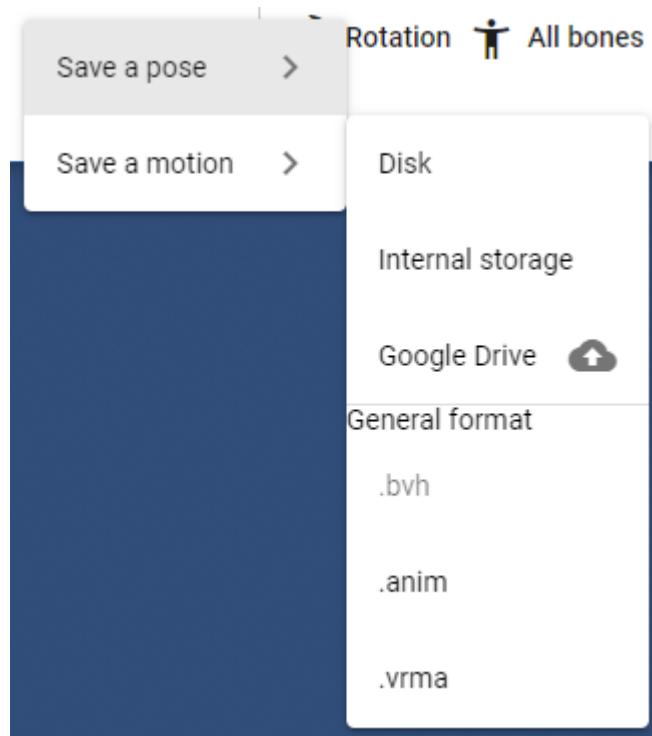 Rotation All bones
Save a pose
Save a motion
Disk
Internal storage
Google Drive
General format
.bvh
.anim
.vrma